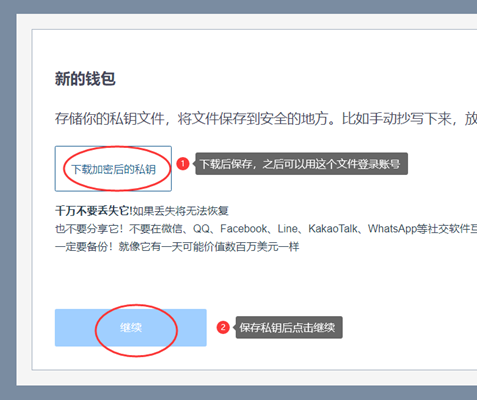 新的钱包
存储你的私钥文件，将文件保存到安全的地方。比如手动抄写下来，放
下载加密后的私钥
1 下载后保存，之后可以用这个文件登录账号
千万不要丢失它!如果丢失将无法恢复
也不要分享它！不要在微信、QQ、Facebook、Line、KakaoTalk、WhatsApp等社交软件互
一定要备份！就像它有一天可能价值数百万美元一样
继续
2 保存私钥后点击继续